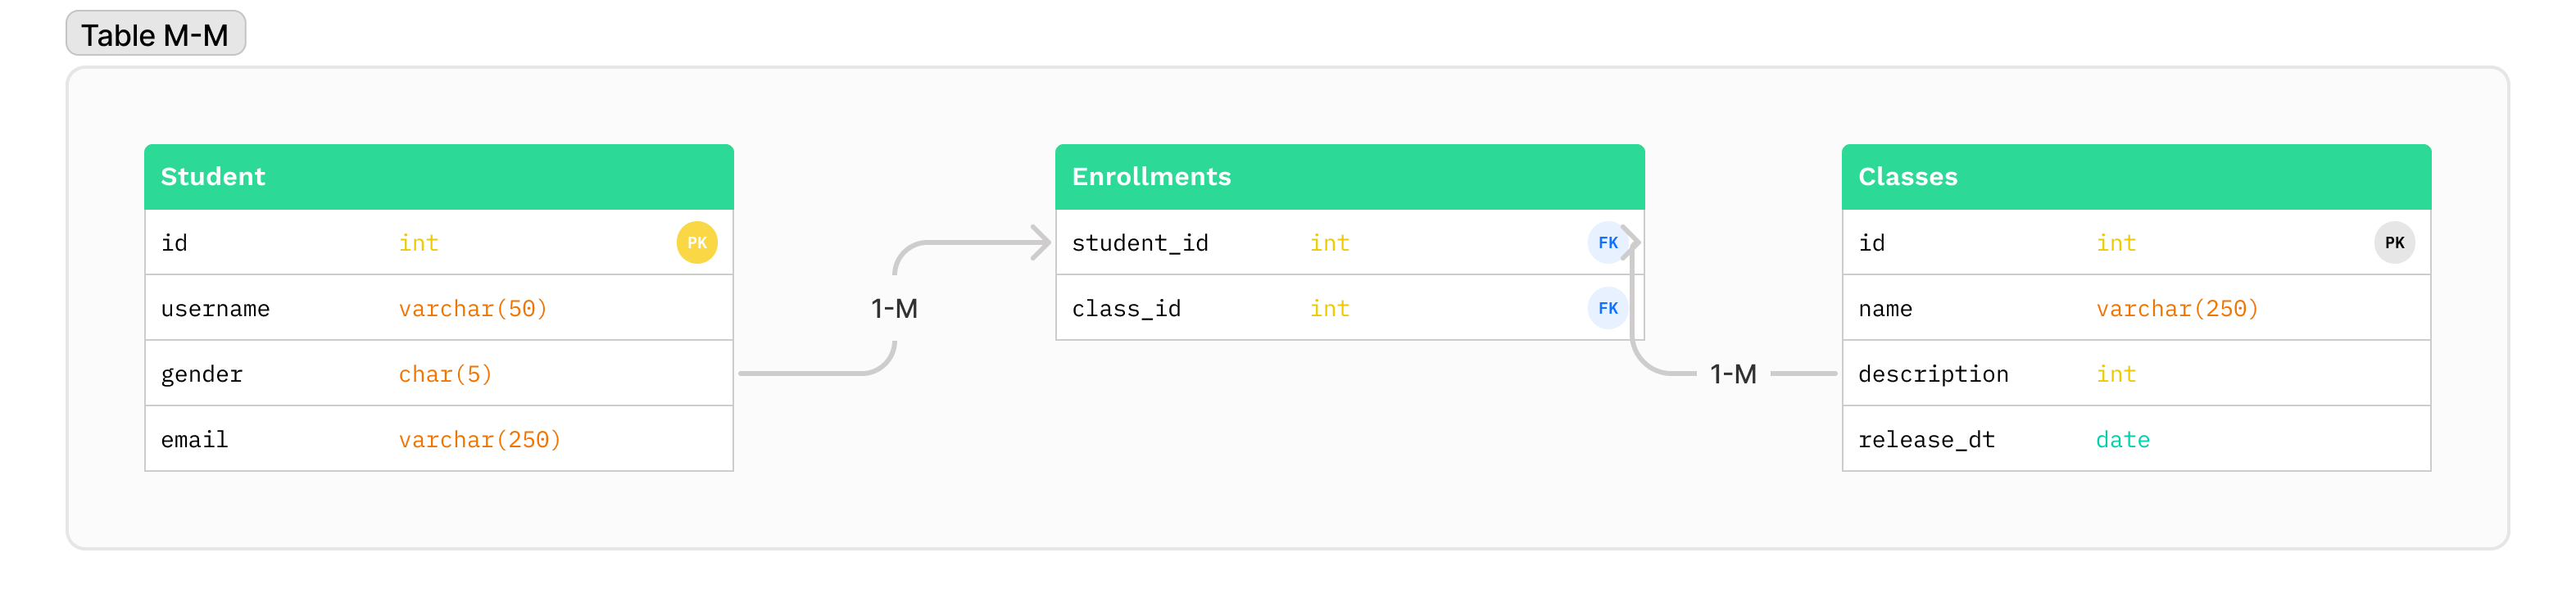 Table M-M
Student
id int PK
username varchar(50)
gender char(5)
email varchar(250)
1-M
Enrollments
student_id int FK
class_id int FK
1-M
Classes
id int PK
name varchar(250)
description int
release_dt date